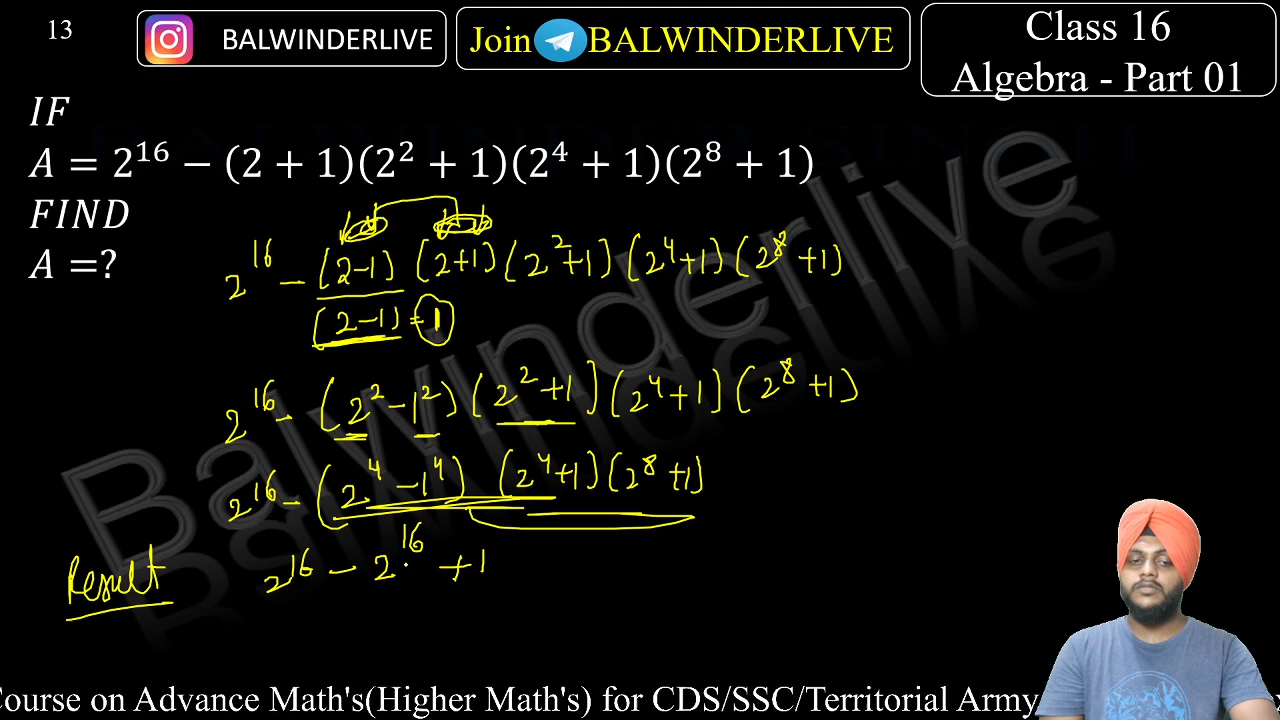 13
BALWINDERLIVE
Join BALWINDERLIVE
Class 16
Algebra - Part 01
IF
A = 2¹⁶ − (2 + 1)(2² + 1)(2⁴ + 1)(2⁸ + 1)
FIND
A =?
2¹⁶ − (2−1) (2+1) (2²+1) (2⁴+1) (2⁸+1)
(2−1) = 1
2¹⁶ − (2² − 1²) (2²+1) (2⁴+1) (2⁸+1)
2¹⁶ − (2⁴ − 1⁴) (2⁴+1) (2⁸+1)
Result 2¹⁶ − 2¹⁶ + 1
Balwinderlive
Course on Advance Math's(Higher Math's) for CDS/SSC/Territorial Army